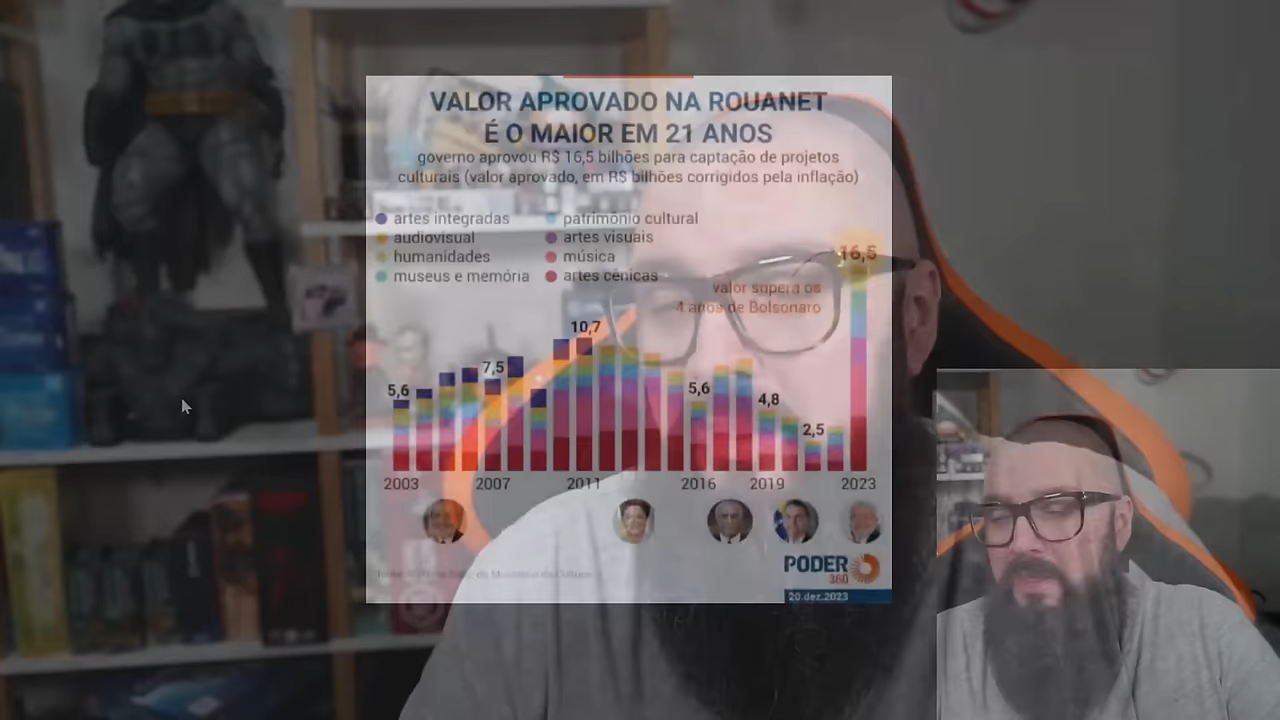 VALOR APROVADO NA ROUANET
É O MAIOR EM 21 ANOS
governo aprovou R$ 16,5 bilhões para captação de projetos
culturais (valor aprovado, em R$ bilhões corrigidos pela inflação)
artes integradas
patrimônio cultural
audiovisual
artes visuais
humanidades
música
museus e memória
artes cênicas
16,5
valor supera os
4 anos de Bolsonaro
10,7
7,5
5,6
5,6
4,8
2,5
2003 2007 2011 2016 2019 2023
PODER
360
20.dez.2023